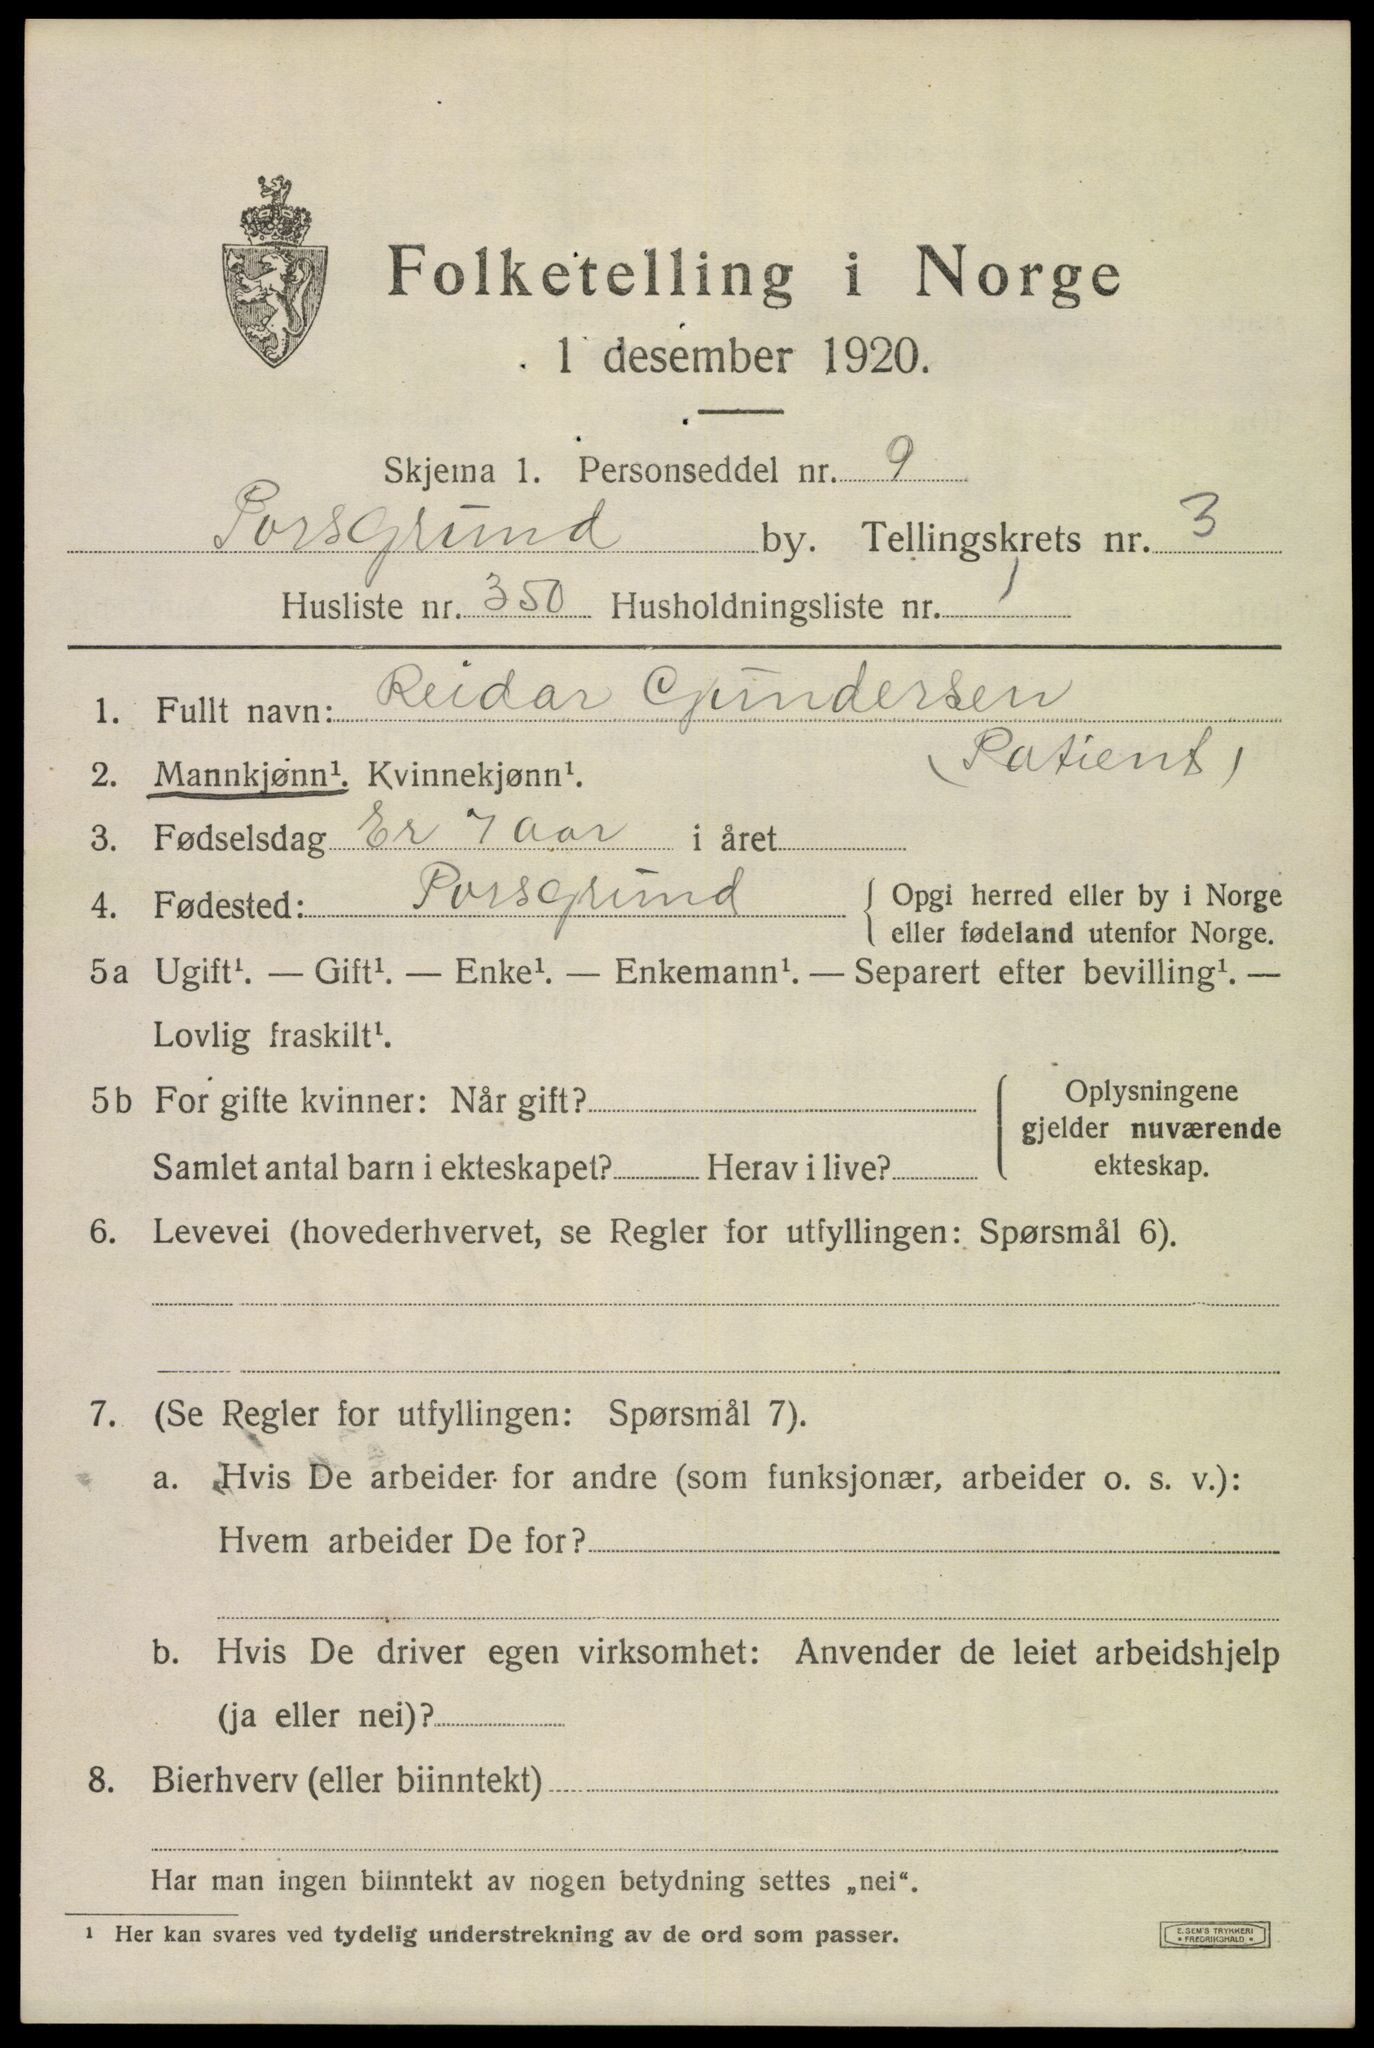 Folketelling i Norge
1 desember 1920.
Skjema 1. Personseddel nr. 9
Porsgrund by. Tellingskrets nr. 3
Husliste nr. 350 Husholdningsliste nr. 1
1. Fullt navn: Reidar Gundersen
(Patient)
2. Mannkjønn¹. Kvinnekjønn¹.
3. Fødselsdag Er 7 aar i året
4. Fødested: Porsgrund { Opgi herred eller by i Norge
eller fødeland utenfor Norge.
5a Ugift¹. — Gift¹. — Enke¹. — Enkemann¹. — Separert efter bevilling¹. —
Lovlig fraskilt¹.
5b For gifte kvinner: Når gift?
Samlet antal barn i ekteskapet? Herav i live?
Oplysningene
gjelder nuværende
ekteskap.
6. Levevei (hovederhvervet, se Regler for utfyllingen: Spørsmål 6).
7. (Se Regler for utfyllingen: Spørsmål 7).
a. Hvis De arbeider for andre (som funksjonær, arbeider o. s. v.):
Hvem arbeider De for?
b. Hvis De driver egen virksomhet: Anvender de leiet arbeidshjelp
(ja eller nei)?
8. Bierhverv (eller biinntekt)
Har man ingen biinntekt av nogen betydning settes „nei“.
¹ Her kan svares ved tydelig understrekning av de ord som passer.
E. SEM'S TRYKKERI
FREDRIKSHALD